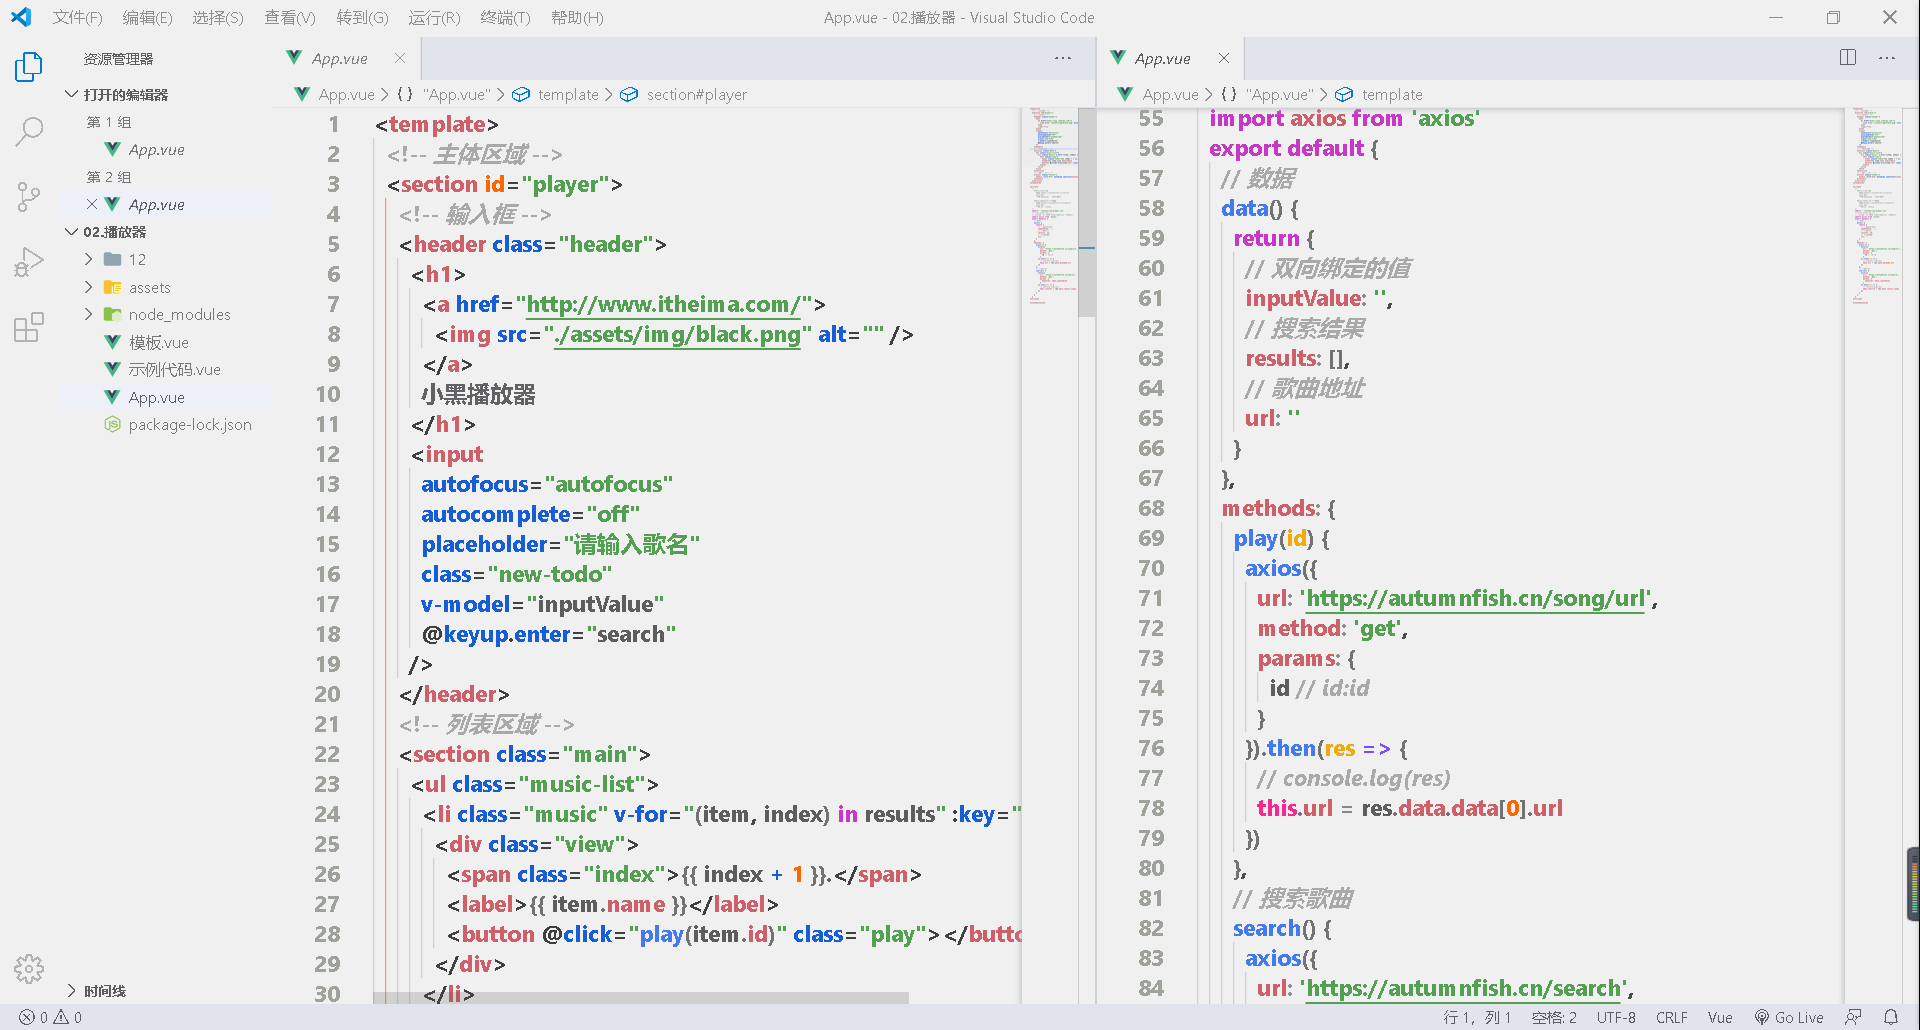 文件(F) 编辑(E) 选择(S) 查看(V) 转到(G) 运行(R) 终端(T) 帮助(H) App.vue - 02.播放器 - Visual Studio Code
资源管理器
打开的编辑器
第 1 组
App.vue
第 2 组
App.vue
02.播放器
12
assets
node_modules
模板.vue
示例代码.vue
App.vue
package-lock.json
时间线
App.vue
App.vue > {} "App.vue" > template > section#player
1 <template>
2 <!-- 主体区域 -->
3 <section id="player">
4 <!-- 输入框 -->
5 <header class="header">
6 <h1>
7 <a href="http://www.itheima.com/">
8 <img src="./assets/img/black.png" alt="" />
9 </a>
10 小黑播放器
11 </h1>
12 <input
13 autofocus="autofocus"
14 autocomplete="off"
15 placeholder="请输入歌名"
16 class="new-todo"
17 v-model="inputValue"
18 @keyup.enter="search"
19 />
20 </header>
21 <!-- 列表区域 -->
22 <section class="main">
23 <ul class="music-list">
24 <li class="music" v-for="(item, index) in results" :key="
25 <div class="view">
26 <span class="index">{{ index + 1 }}.</span>
27 <label>{{ item.name }}</label>
28 <button @click="play(item.id)" class="play"></butto
29 </div>
30 </li>
App.vue
App.vue > {} "App.vue" > template
55 import axios from 'axios'
56 export default {
57 // 数据
58 data() {
59 return {
60 // 双向绑定的值
61 inputValue: '',
62 // 搜索结果
63 results: [],
64 // 歌曲地址
65 url: ''
66 }
67 },
68 methods: {
69 play(id) {
70 axios({
71 url: 'https://autumnfish.cn/song/url',
72 method: 'get',
73 params: {
74 id // id:id
75 }
76 }).then(res => {
77 // console.log(res)
78 this.url = res.data.data[0].url
79 })
80 },
81 // 搜索歌曲
82 search() {
83 axios({
84 url: 'https://autumnfish.cn/search',
0 0 行 1，列 1 空格: 2 UTF-8 CRLF Vue Go Live